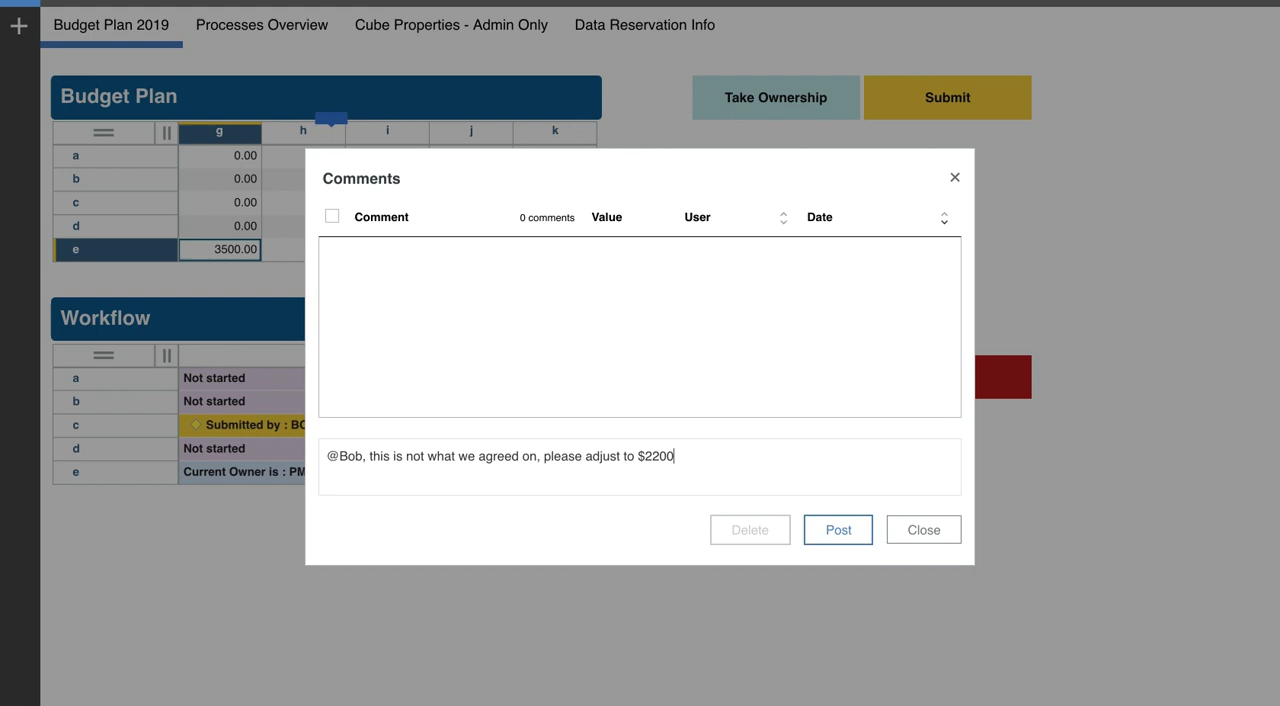 Budget Plan 2019 Processes Overview Cube Properties - Admin Only Data Reservation Info
Budget Plan
Take Ownership Submit
g h i j k
a 0.00
b 0.00
c 0.00
d 0.00
e 3500.00
Comments
Comment 0 comments Value User Date
Workflow
a Not started
b Not started
c Submitted by : BO
d Not started
e Current Owner is : PM
@Bob, this is not what we agreed on, please adjust to $2200
Delete Post Close